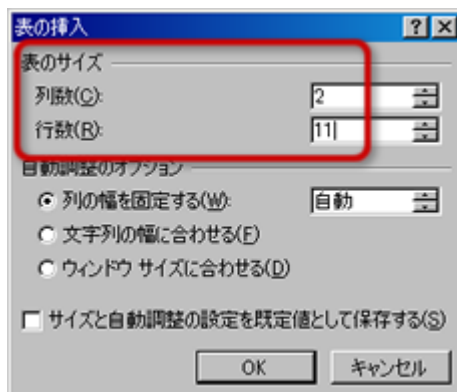 表の挿入
表のサイズ
列数(C): 2
行数(R): 11
自動調整のオプション
列の幅を固定する(W): 自動
文字列の幅に合わせる(F)
ウィンドウ サイズに合わせる(D)
サイズと自動調整の設定を既定値として保存する(S)
OK キャンセル